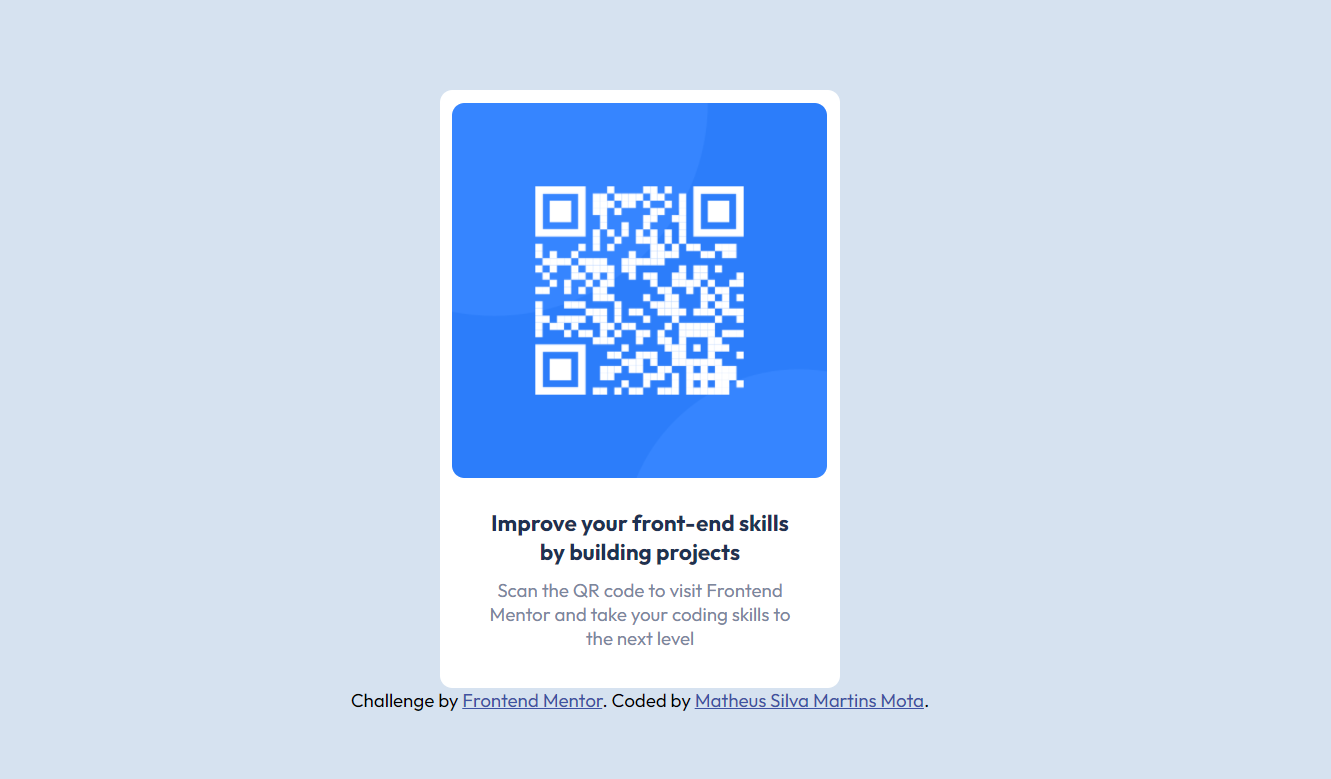 Improve your front-end skills
by building projects
Scan the QR code to visit Frontend
Mentor and take your coding skills to
the next level
Challenge by Frontend Mentor. Coded by Matheus Silva Martins Mota.